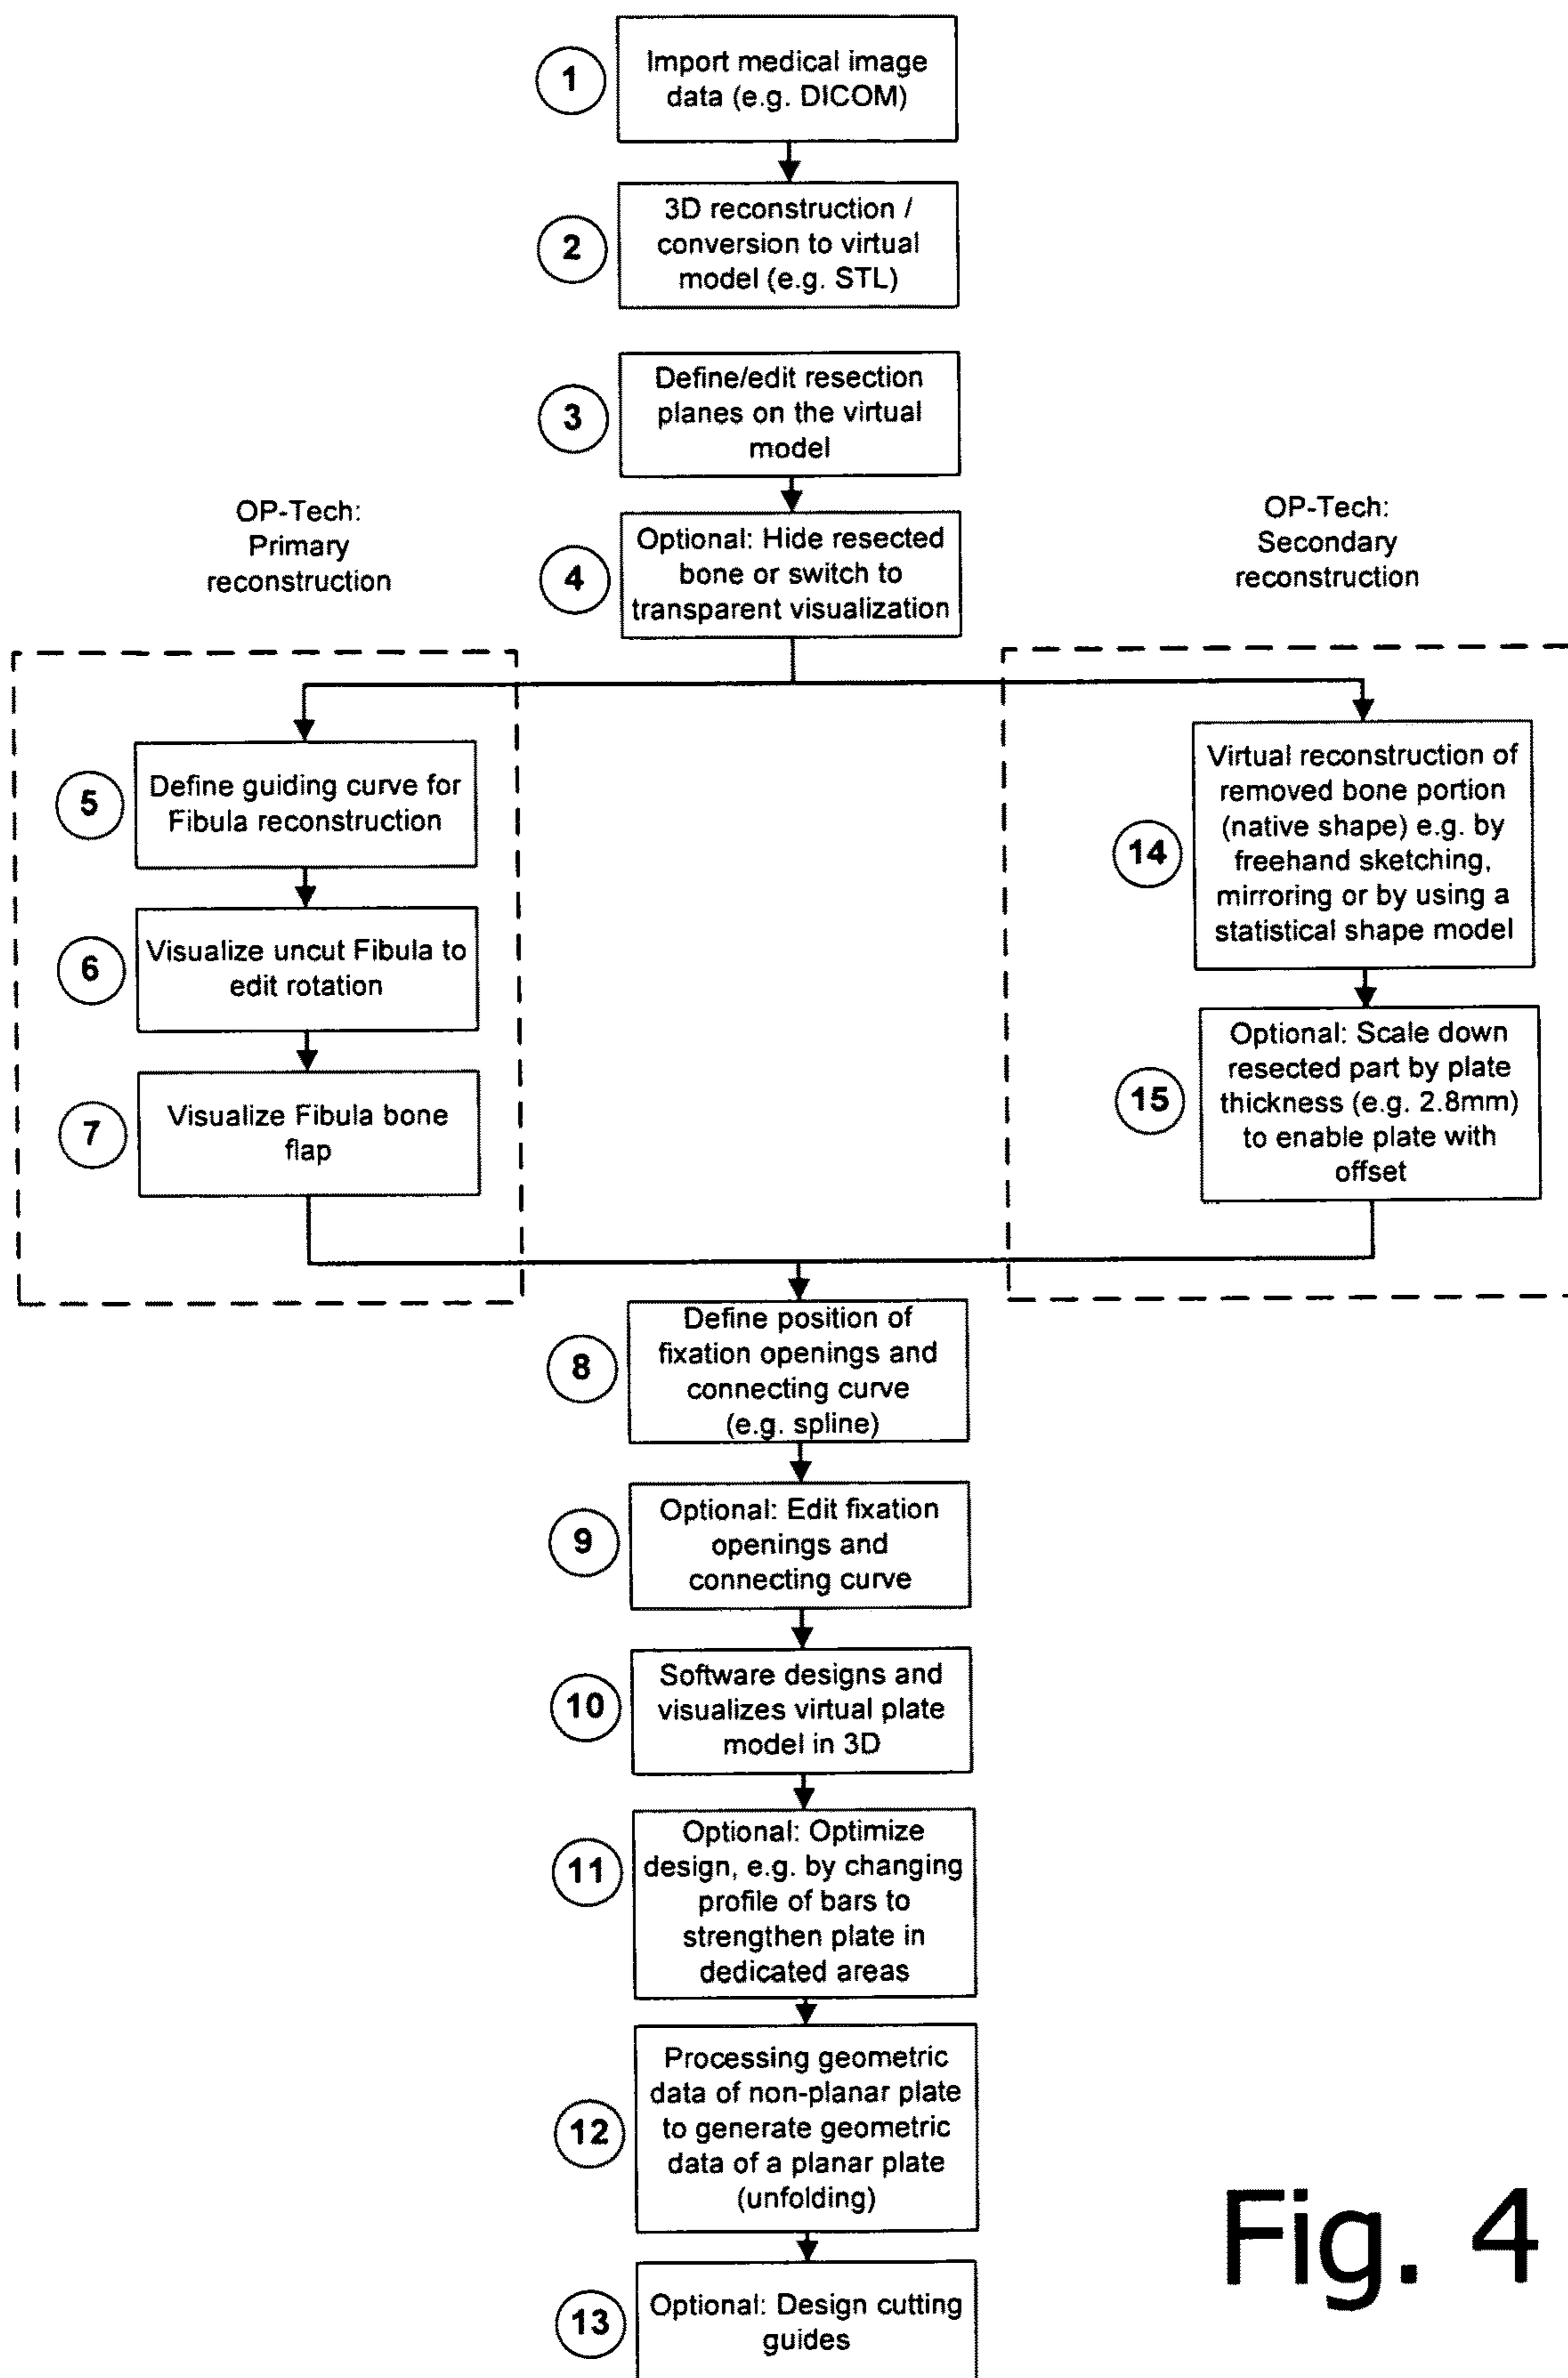 1
Import medical image
data (e.g. DICOM)
2
3D reconstruction /
conversion to virtual
model (e.g. STL)
3
Define/edit resection
planes on the virtual
model
OP-Tech:
Primary
reconstruction
4
Optional: Hide resected
bone or switch to
transparent visualization
OP-Tech:
Secondary
reconstruction
5
Define guiding curve for
Fibula reconstruction
6
Visualize uncut Fibula to
edit rotation
7
Visualize Fibula bone
flap
14
Virtual reconstruction of
removed bone portion
(native shape) e.g. by
freehand sketching,
mirroring or by using a
statistical shape model
15
Optional: Scale down
resected part by plate
thickness (e.g. 2.8mm)
to enable plate with
offset
8
Define position of
fixation openings and
connecting curve
(e.g. spline)
9
Optional: Edit fixation
openings and
connecting curve
10
Software designs and
visualizes virtual plate
model in 3D
11
Optional: Optimize
design, e.g. by changing
profile of bars to
strengthen plate in
dedicated areas
12
Processing geometric
data of non-planar plate
to generate geometric
data of a planar plate
(unfolding)
13
Optional: Design cutting
guides
Fig. 4